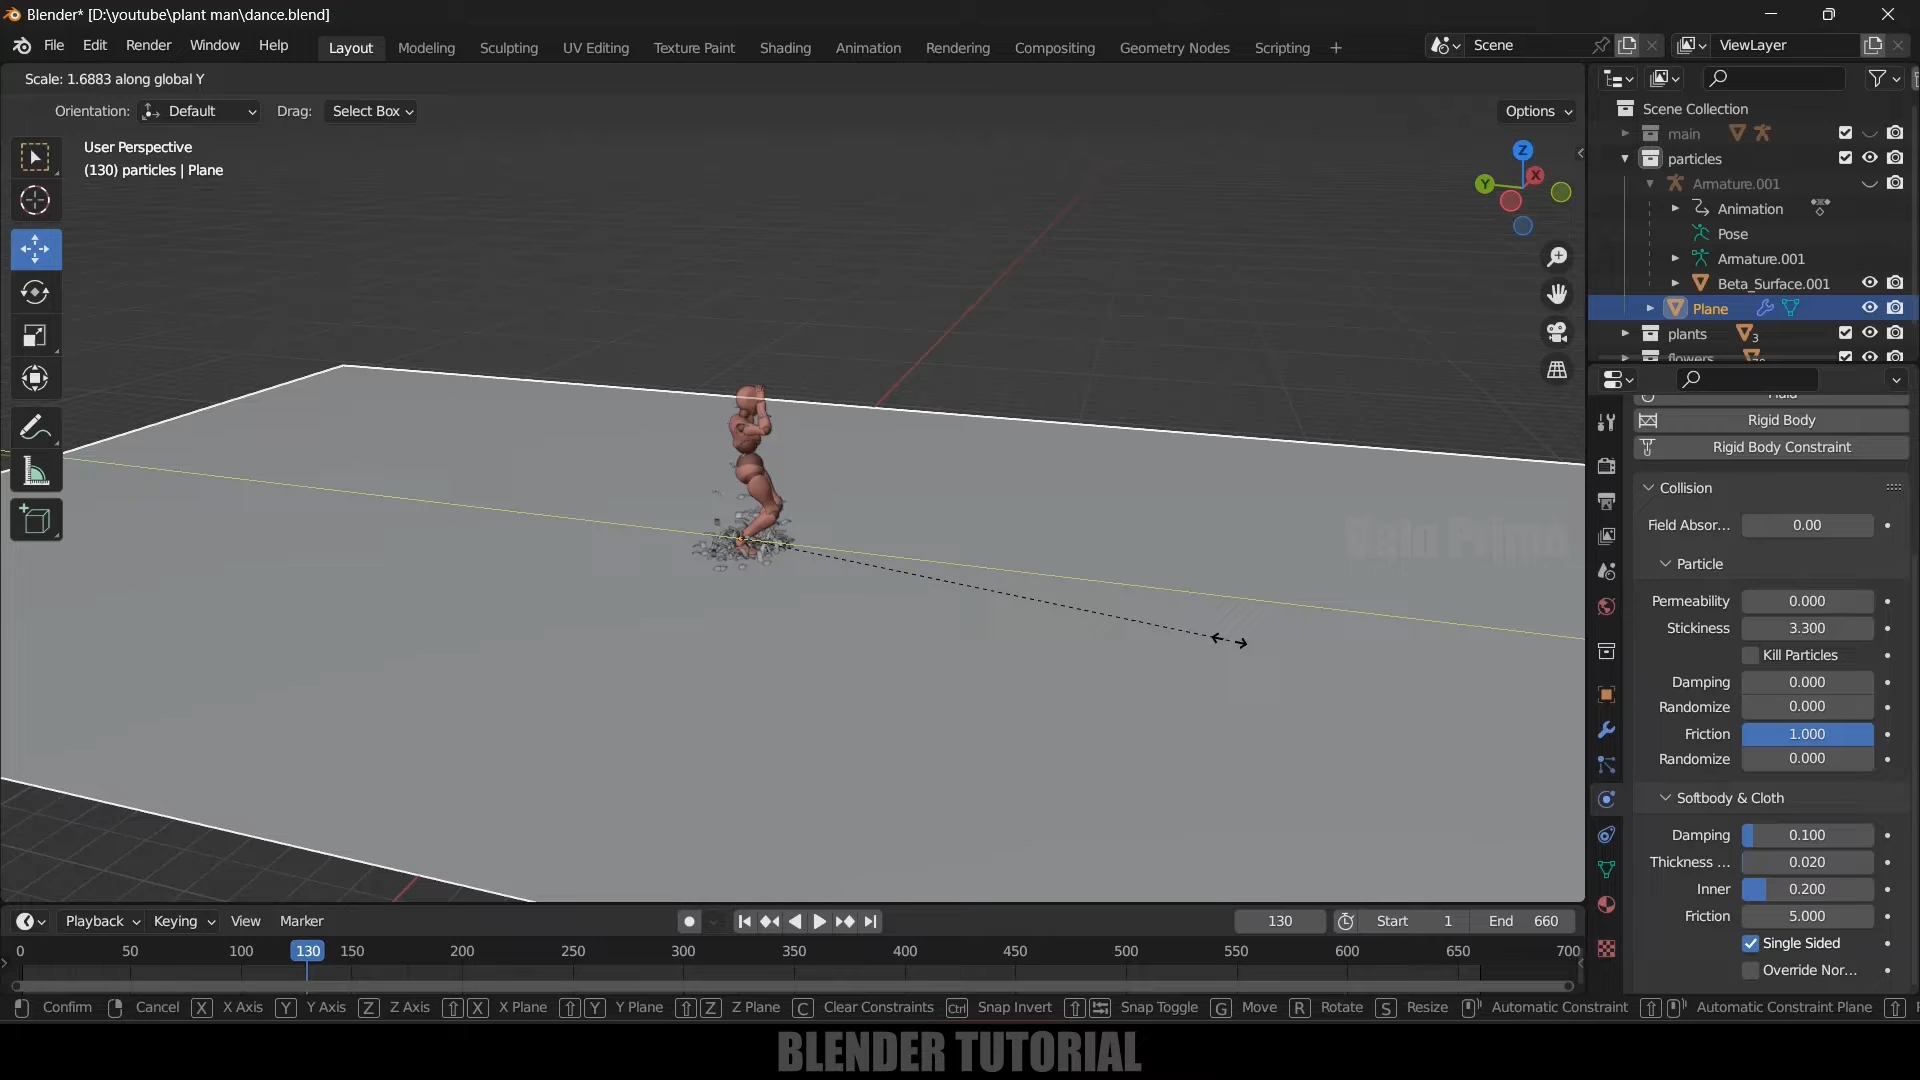 Blender* [D:\youtube\plant man\dance.blend]
File Edit Render Window Help Layout Modeling Sculpting UV Editing Texture Paint Shading Animation Rendering Compositing Geometry Nodes Scripting + Scene ViewLayer
Scale: 1.6883 along global Y
Orientation: Default Drag: Select Box Options
User Perspective
(130) particles | Plane
Z
Y
X
Scene Collection
main
particles
Armature.001
Animation
Pose
Armature.001
Beta_Surface.001
Plane
plants 3
flowers
Rigid Body
Rigid Body Constraint
Collision
Field Absor... 0.00
Particle
Permeability 0.000
Stickiness 3.300
Kill Particles
Damping 0.000
Randomize 0.000
Friction 1.000
Randomize 0.000
Softbody & Cloth
Damping 0.100
Thickness ... 0.020
Inner 0.200
Friction 5.000
Single Sided
Override Nor...
Playback Keying View Marker 130 Start 1 End 660
0 50 100 130 150 200 250 300 350 400 450 500 550 600 650 700
Confirm Cancel X X Axis Y Y Axis Z Z Axis X X Plane Y Y Plane Z Z Plane C Clear Constraints Ctrl Snap Invert Snap Toggle G Move R Rotate S Resize Automatic Constraint Automatic Constraint Plane
BLENDER TUTORIAL